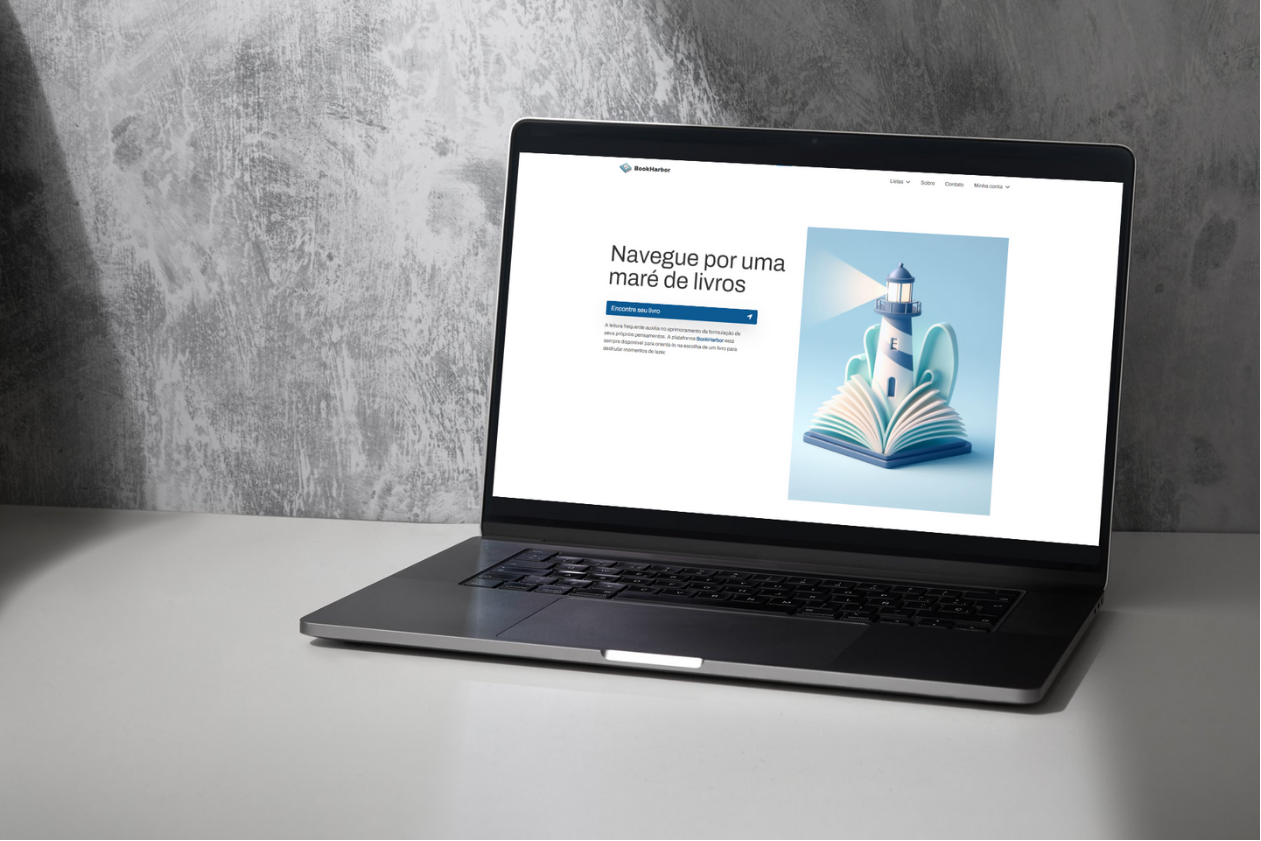 BookHarbor
Listas
Sobre
Contato
Minha conta
Navegue por uma
maré de livros
Encontre seu livro
A leitura frequente auxilia no aprimoramento da formulação de
seus próprios pensamentos. A plataforma BookHarbor está
sempre disponível para orientá-lo na escolha de um livro para
desfrutar momentos de lazer.
E